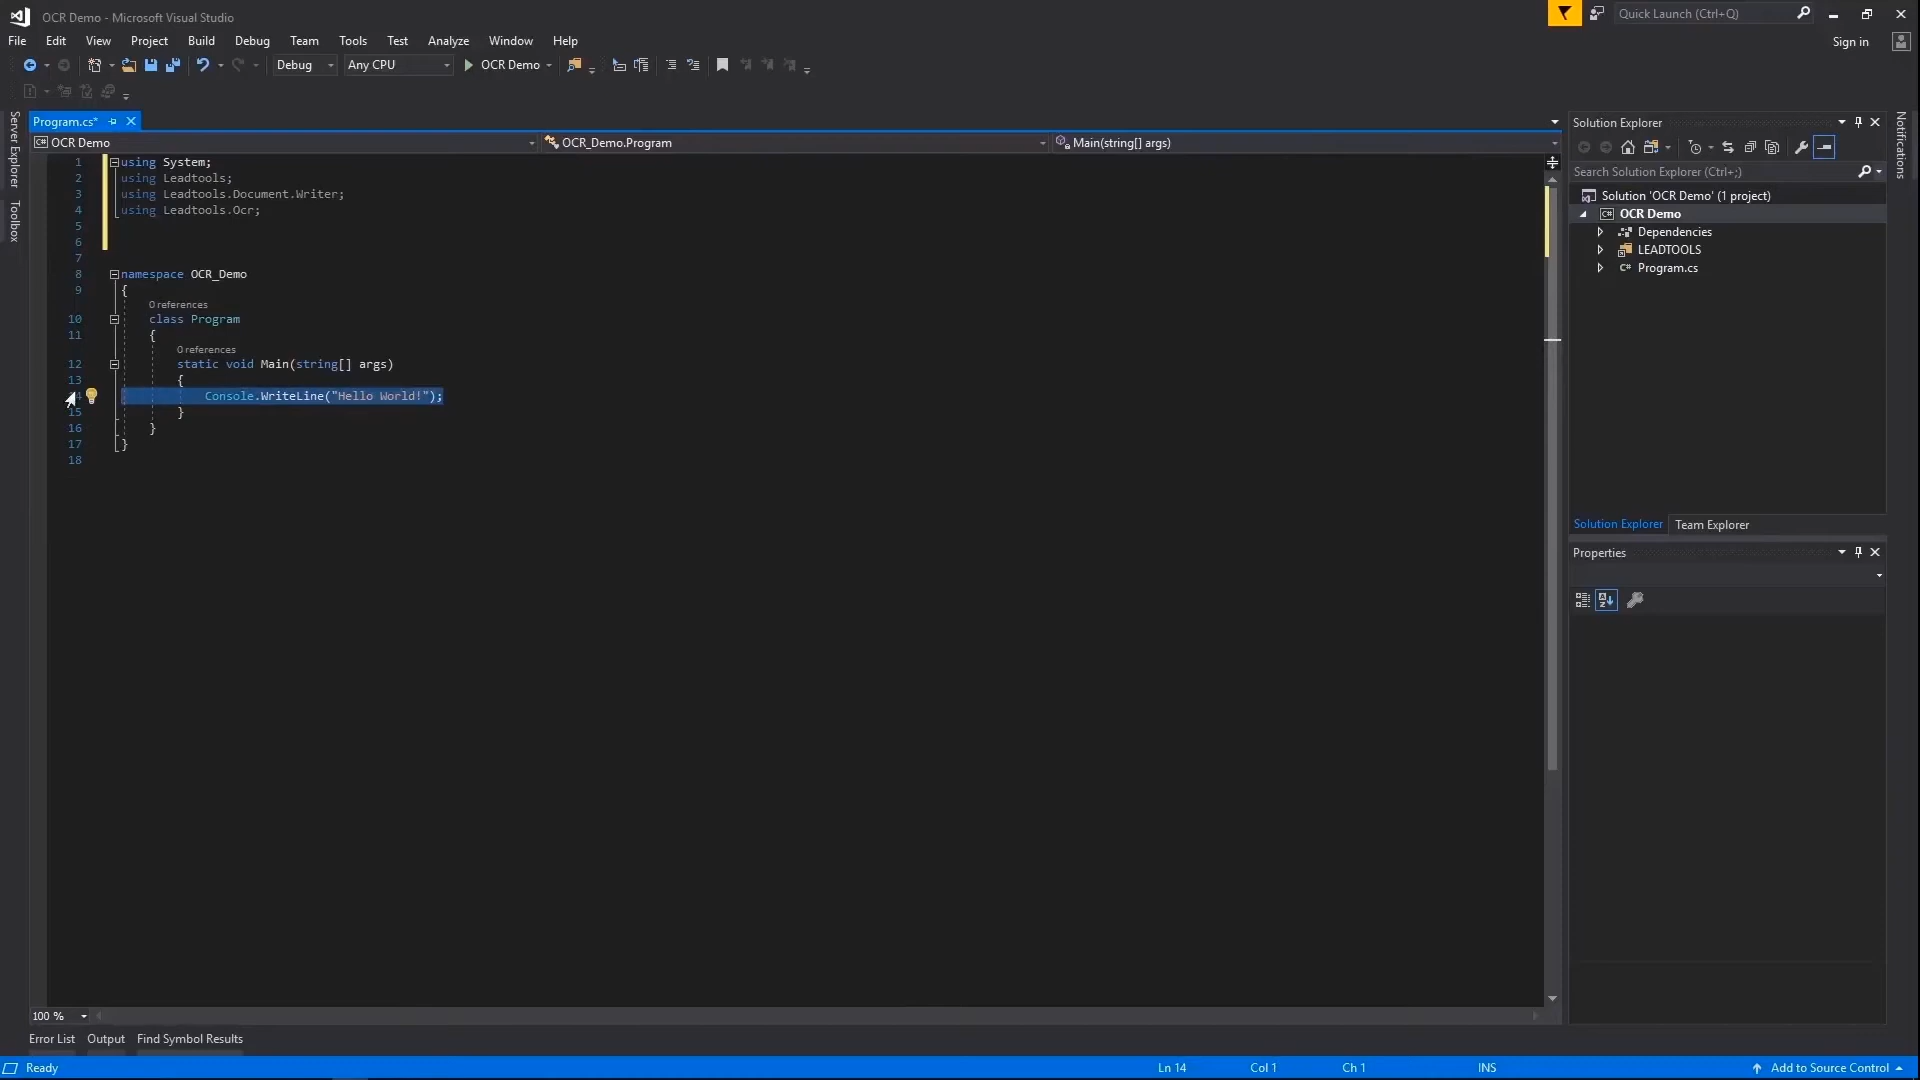 OCR Demo - Microsoft Visual Studio
Quick Launch (Ctrl+Q)
File Edit View Project Build Debug Team Tools Test Analyze Window Help
Sign in
Debug Any CPU OCR Demo
Server Explorer
Toolbox
Program.cs*
OCR Demo OCR_Demo.Program Main(string[] args)
1 using System;
2 using Leadtools;
3 using Leadtools.Document.Writer;
4 using Leadtools.Ocr;
5
6
7
8 namespace OCR_Demo
9 {
0 references
10 class Program
11 {
0 references
12 static void Main(string[] args)
13 {
Console.WriteLine("Hello World!");
15 }
16 }
17 }
18
100 %
Solution Explorer
Search Solution Explorer (Ctrl+;)
Solution 'OCR Demo' (1 project)
OCR Demo
Dependencies
LEADTOOLS
Program.cs
Solution Explorer Team Explorer
Properties
Notifications
Error List Output Find Symbol Results
Ready Ln 14 Col 1 Ch 1 INS Add to Source Control